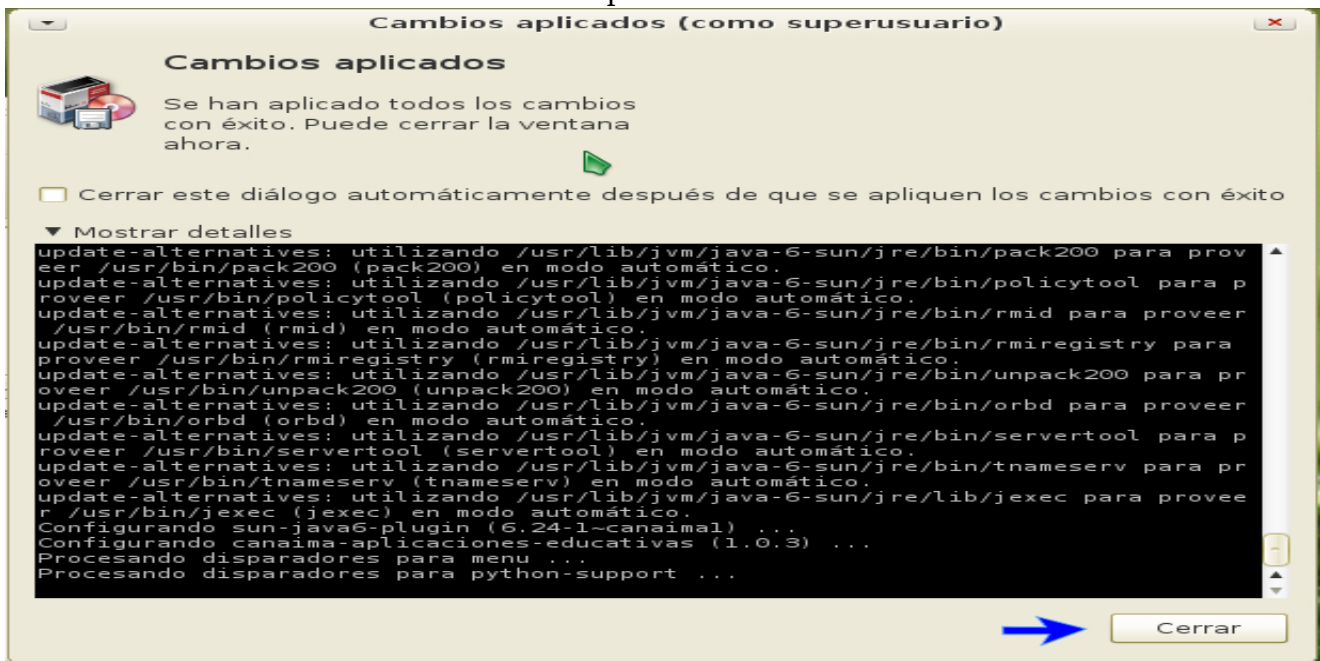 Cambios aplicados (como superusuario)
Cambios aplicados
Se han aplicado todos los cambios
con éxito. Puede cerrar la ventana
ahora.
Cerrar este diálogo automáticamente después de que se apliquen los cambios con éxito
Mostrar detalles
update-alternatives: utilizando /usr/lib/jvm/java-6-sun/jre/bin/pack200 para prov
eer /usr/bin/pack200 (pack200) en modo automático.
update-alternatives: utilizando /usr/lib/jvm/java-6-sun/jre/bin/policytool para p
roveer /usr/bin/policytool (policytool) en modo automático.
update-alternatives: utilizando /usr/lib/jvm/java-6-sun/jre/bin/rmid para proveer
/usr/bin/rmid (rmid) en modo automático.
update-alternatives: utilizando /usr/lib/jvm/java-6-sun/jre/bin/rmiregistry para
proveer /usr/bin/rmiregistry (rmiregistry) en modo automático.
update-alternatives: utilizando /usr/lib/jvm/java-6-sun/jre/bin/unpack200 para pr
oveer /usr/bin/unpack200 (unpack200) en modo automático.
update-alternatives: utilizando /usr/lib/jvm/java-6-sun/jre/bin/orbd para proveer
/usr/bin/orbd (orbd) en modo automático.
update-alternatives: utilizando /usr/lib/jvm/java-6-sun/jre/bin/servertool para p
roveer /usr/bin/servertool (servertool) en modo automático.
update-alternatives: utilizando /usr/lib/jvm/java-6-sun/jre/bin/tnameserv para pr
oveer /usr/bin/tnameserv (tnameserv) en modo automático.
update-alternatives: utilizando /usr/lib/jvm/java-6-sun/jre/lib/jexec para provee
r /usr/bin/jexec (jexec) en modo automático.
Configurando sun-java6-plugin (6.24-1~canaima1) ...
Configurando canaima-aplicaciones-educativas (1.0.3) ...
Procesando disparadores para menu ...
Procesando disparadores para python-support ...
Cerrar